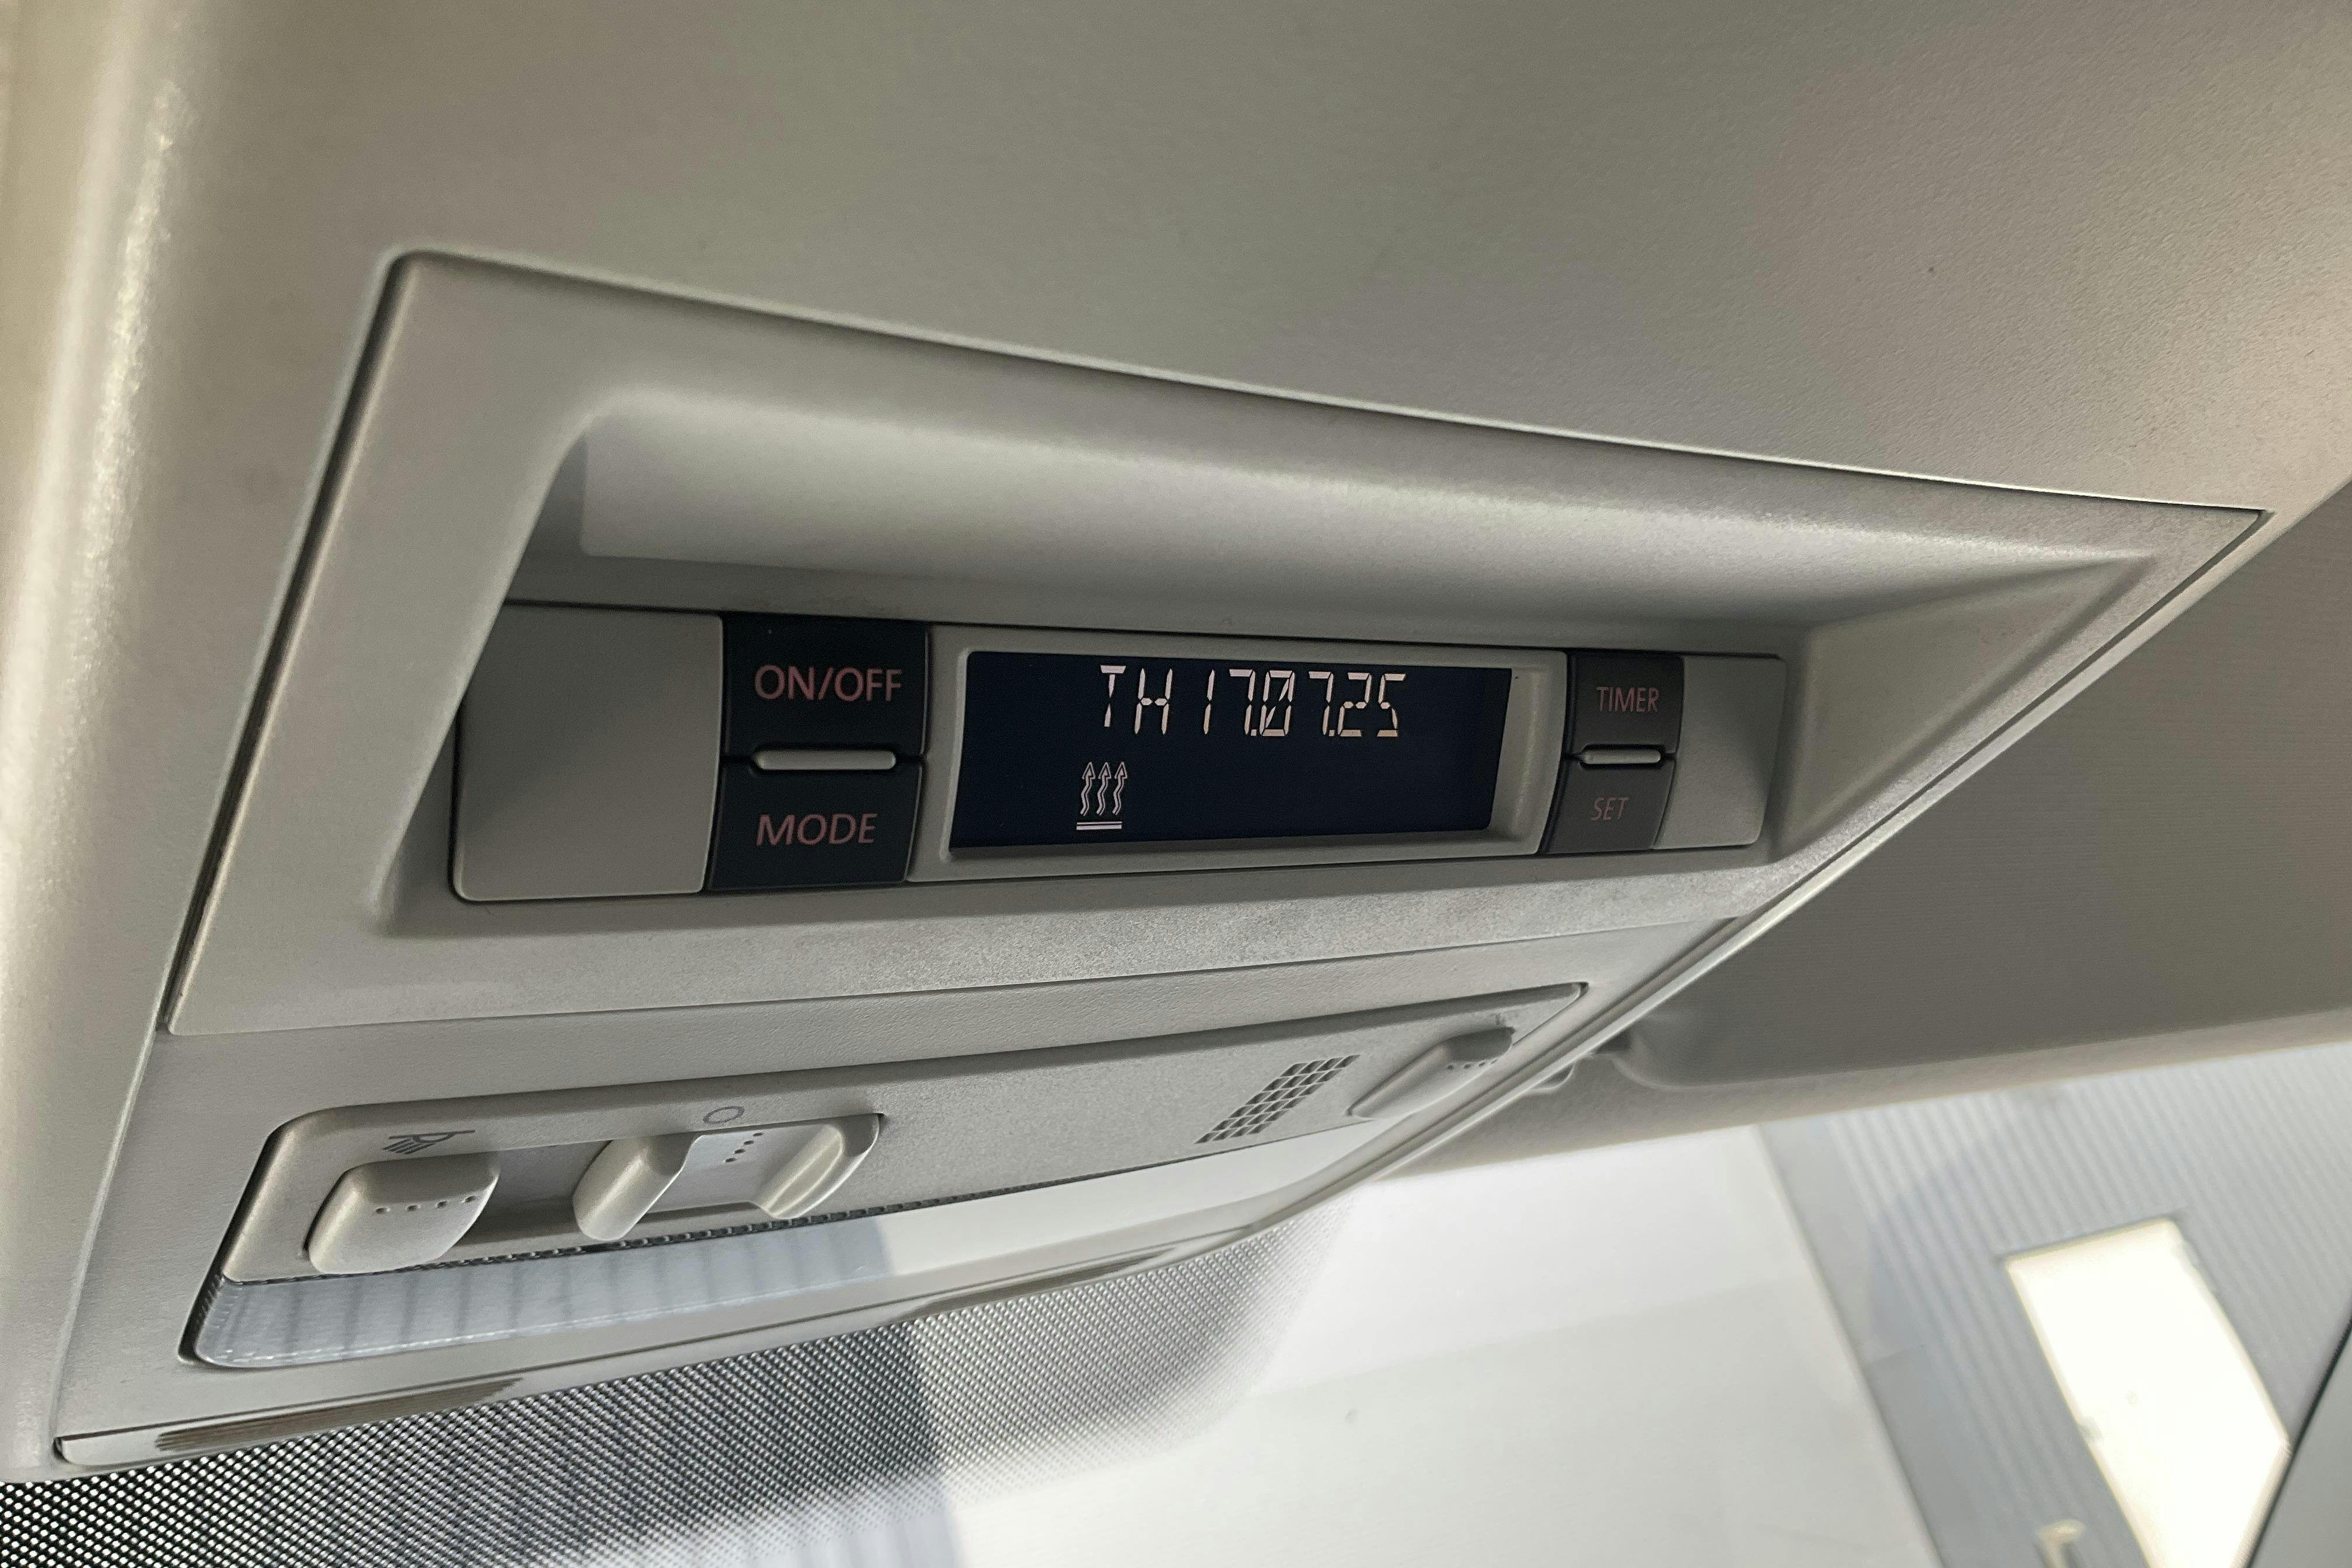 ON/OFF
TH 17.07.25
TIMER
MODE
SET